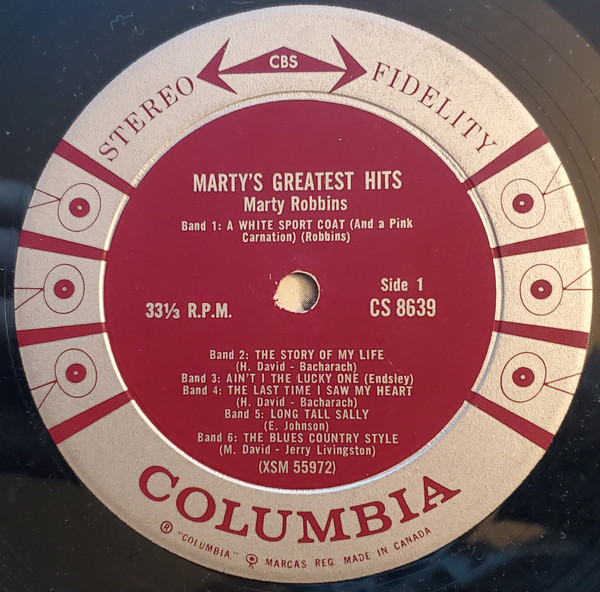 STEREO CBS FIDELITY
MARTY'S GREATEST HITS
Marty Robbins
Band 1: A WHITE SPORT COAT (And a Pink
Carnation) (Robbins)
Side 1
33⅓ R.P.M. CS 8639
Band 2: THE STORY OF MY LIFE
(H. David - Bacharach)
Band 3: AIN'T I THE LUCKY ONE (Endsley)
Band 4: THE LAST TIME I SAW MY HEART
(H. David - Bacharach)
Band 5: LONG TALL SALLY
(E. Johnson)
Band 6: THE BLUES COUNTRY STYLE
(M. David - Jerry Livingston)
(XSM 55972)
COLUMBIA
® "COLUMBIA," MARCAS REG. MADE IN CANADA